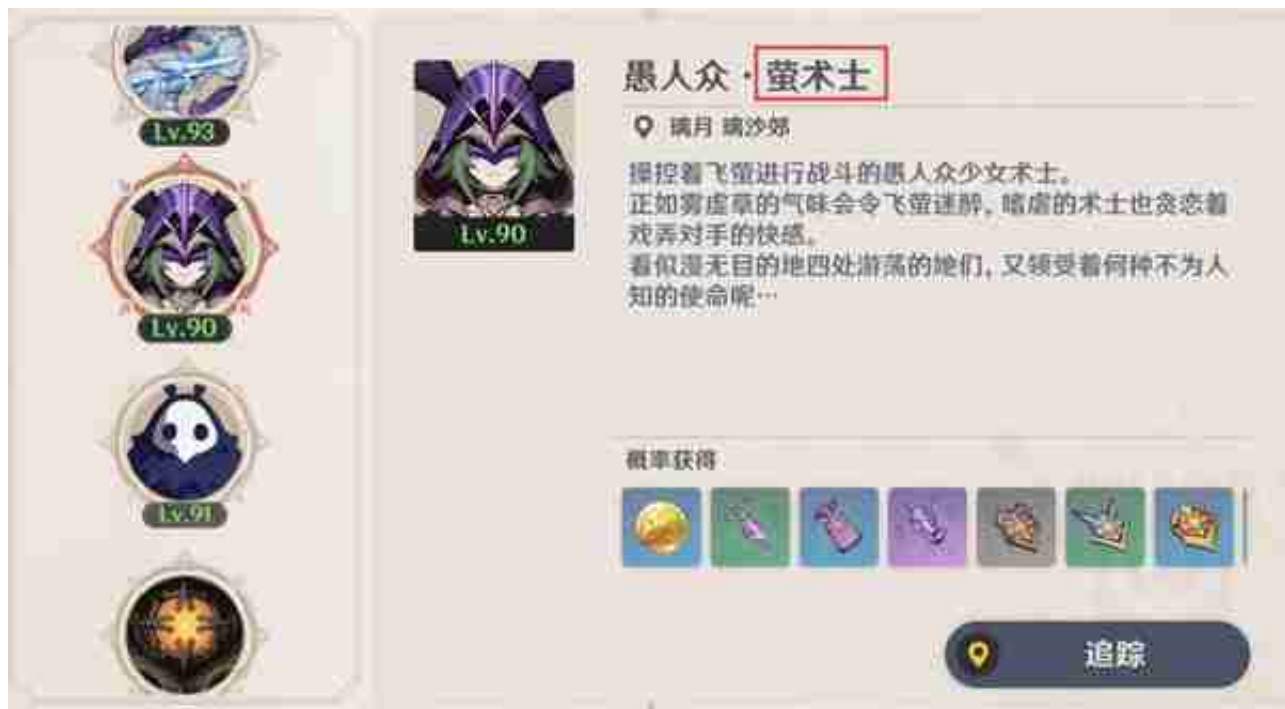 Lv.93
Lv.90
Lv.91
愚人众·萤术士
Lv.90
璃月 璃沙郊
操控着飞萤进行战斗的愚人众少女术士。
正如雾虚草的气味会令飞萤迷醉，嗜虐的术士也贪恋着
戏弄对手的快感。
看似漫无目的地四处游荡的她们，又领受着何种不为人
知的使命呢…
概率获得
追踪